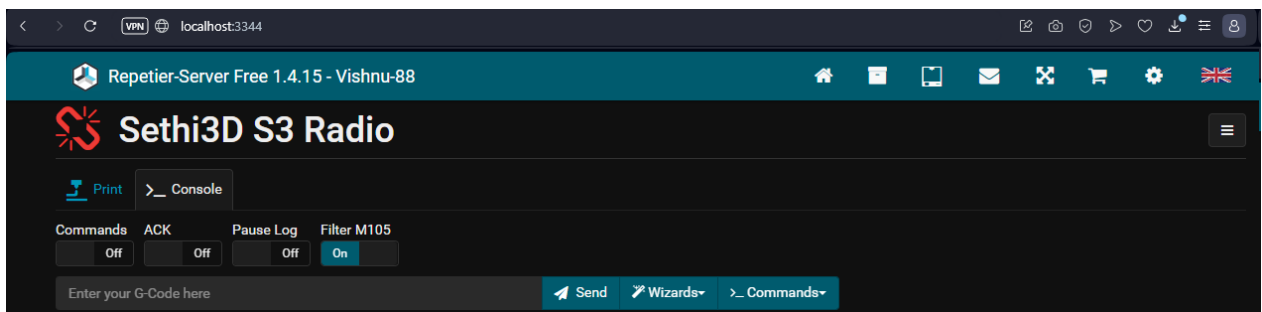 VPN localhost:3344
Repetier-Server Free 1.4.15 - Vishnu-88
Sethi3D S3 Radio
Print >_ Console
Commands ACK Pause Log Filter M105
Off Off Off On
Enter your G-Code here Send Wizards >_ Commands